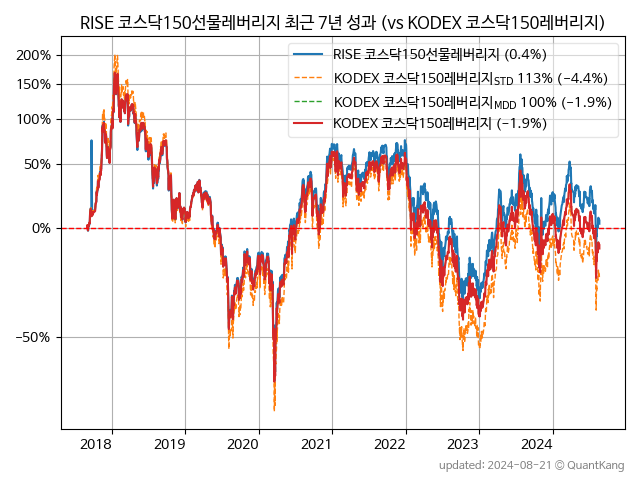 RISE 코스닥150선물레버리지 최근 7년 성과 (vs KODEX 코스닥150레버리지)
RISE 코스닥150선물레버리지 (0.4%)
KODEX 코스닥150레버리지STD 113% (−4.4%)
KODEX 코스닥150레버리지MDD 100% (−1.9%)
KODEX 코스닥150레버리지 (−1.9%)
200%
150%
100%
50%
0%
−50%
2018 2019 2020 2021 2022 2023 2024
updated: 2024-08-21 © QuantKang